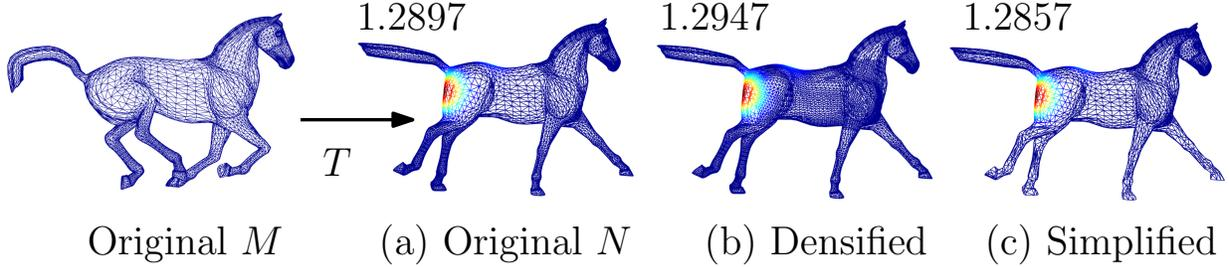 1.2897
1.2947
1.2857
T
Original M
(a) Original N
(b) Densified
(c) Simplified